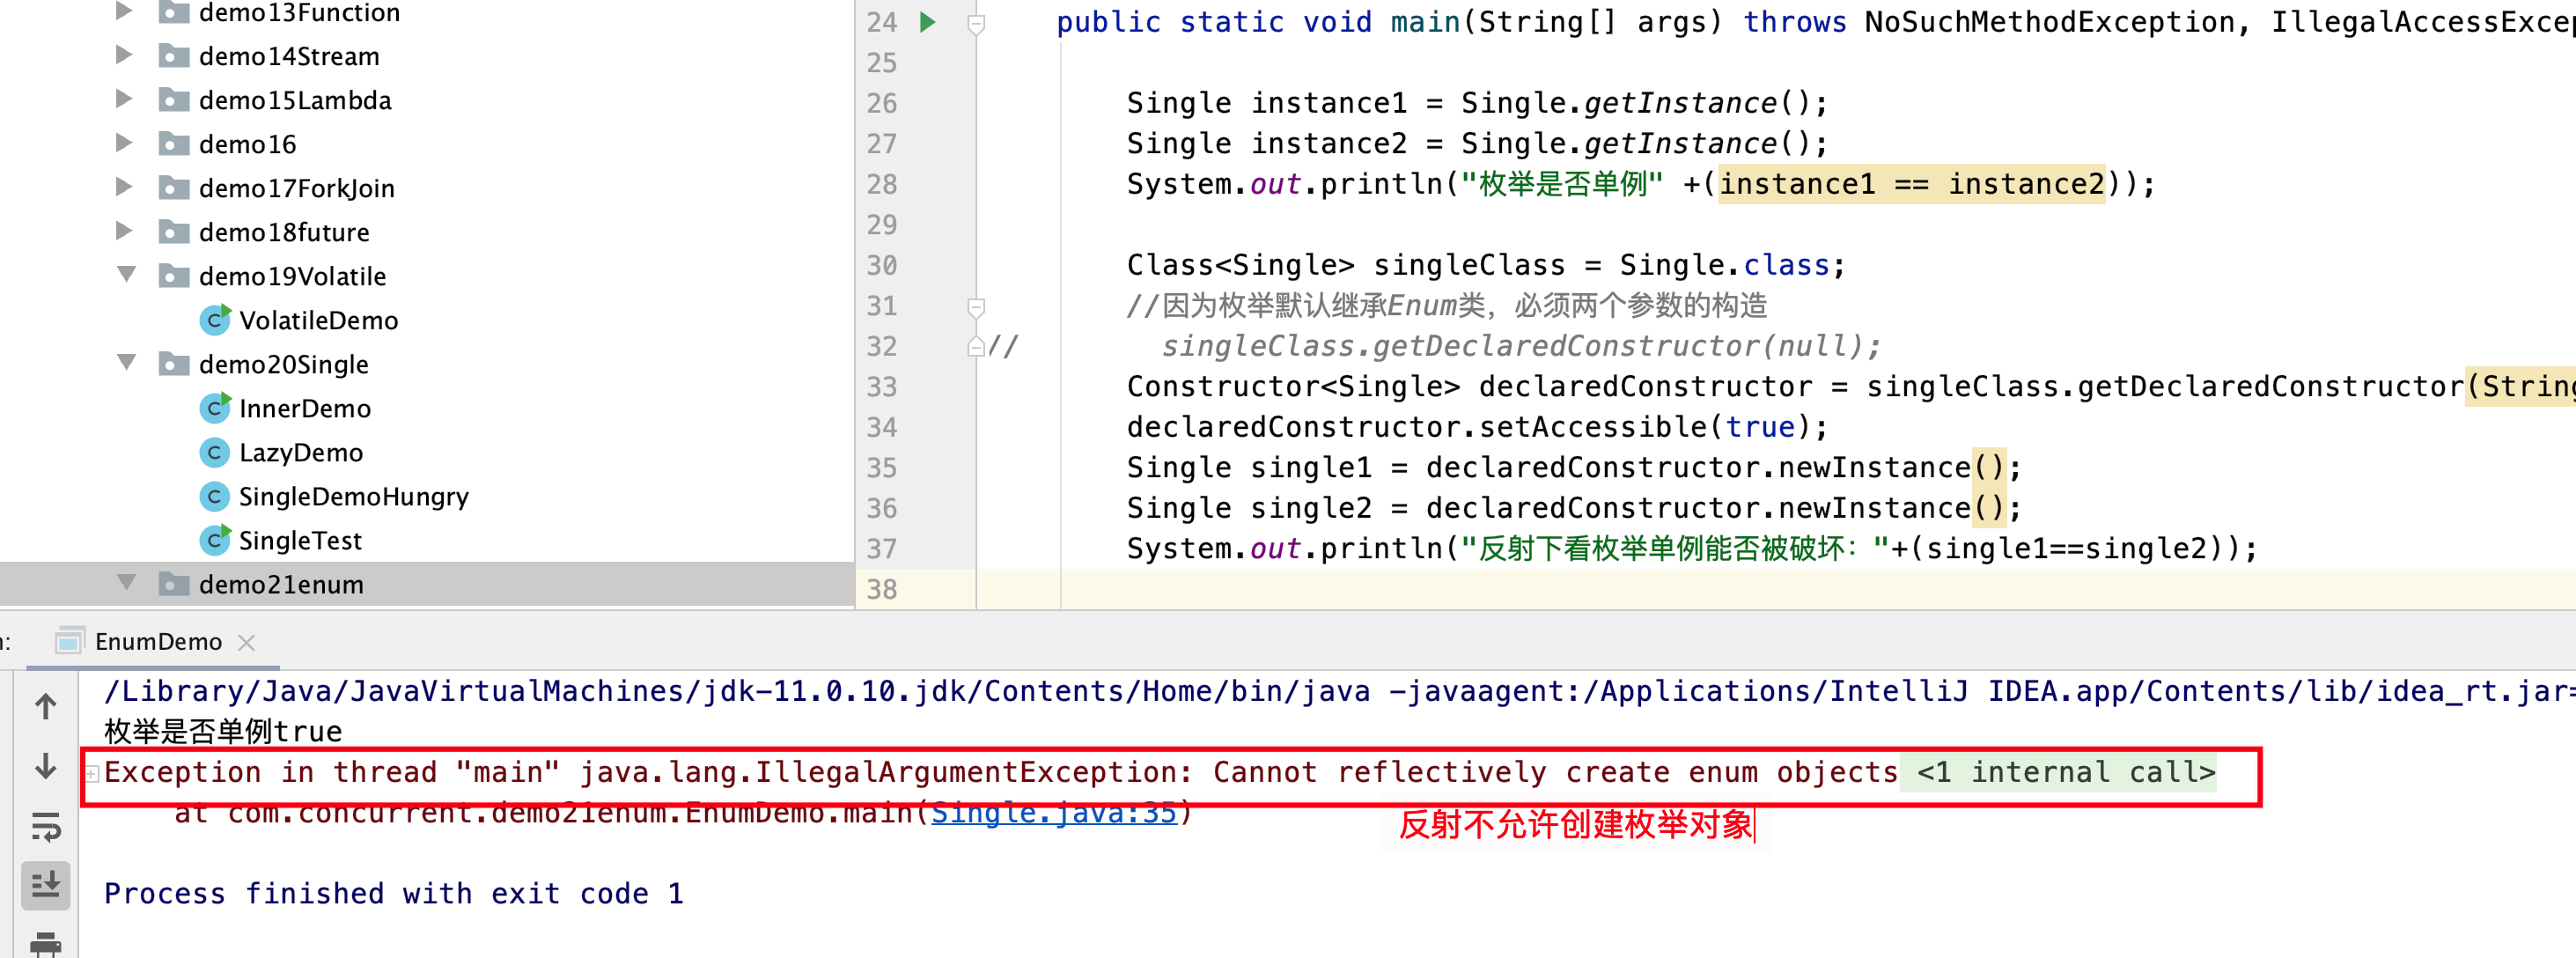 demo13Function
demo14Stream
demo15Lambda
demo16
demo17ForkJoin
demo18future
demo19Volatile
VolatileDemo
demo20Single
InnerDemo
LazyDemo
SingleDemoHungry
SingleTest
demo21enum
24 public static void main(String[] args) throws NoSuchMethodException, IllegalAccessExcep
25
26 Single instance1 = Single.getInstance();
27 Single instance2 = Single.getInstance();
28 System.out.println("枚举是否单例" +(instance1 == instance2));
29
30 Class<Single> singleClass = Single.class;
31 //因为枚举默认继承Enum类，必须两个参数的构造
32 // singleClass.getDeclaredConstructor(null);
33 Constructor<Single> declaredConstructor = singleClass.getDeclaredConstructor(String
34 declaredConstructor.setAccessible(true);
35 Single single1 = declaredConstructor.newInstance();
36 Single single2 = declaredConstructor.newInstance();
37 System.out.println("反射下看枚举单例能否被破坏："+(single1==single2));
38
EnumDemo
/Library/Java/JavaVirtualMachines/jdk-11.0.10.jdk/Contents/Home/bin/java -javaagent:/Applications/IntelliJ IDEA.app/Contents/lib/idea_rt.jar=
枚举是否单例true
Exception in thread "main" java.lang.IllegalArgumentException: Cannot reflectively create enum objects <1 internal call>
at com.concurrent.demo21enum.EnumDemo.main(Single.java:35)
反射不允许创建枚举对象
Process finished with exit code 1